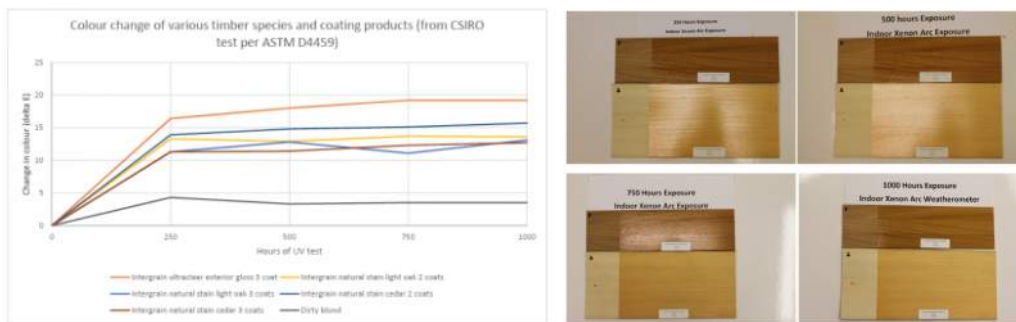 Colour change of various timber species and coating products (from CSIRO
test per ASTM D4459)
25
20
15
10
5
0
Change in colour (delta E)
0
250
500
750
1000
Hours of UV test
Intergrain ultraclear exterior gloss 3 coat
Intergrain natural stain light oak 2 coats
Intergrain natural stain light oak 3 coats
Intergrain natural stain cedar 2 coats
Intergrain natural stain cedar 3 coats
Dirty blond
Indoor Xenon Arc Exposure
500 hours Exposure
Indoor Xenon Arc Exposure
750 Hours Exposure
Indoor Xenon Arc Exposure
1000 Hours Exposure
Indoor Xenon Arc Weatherometer